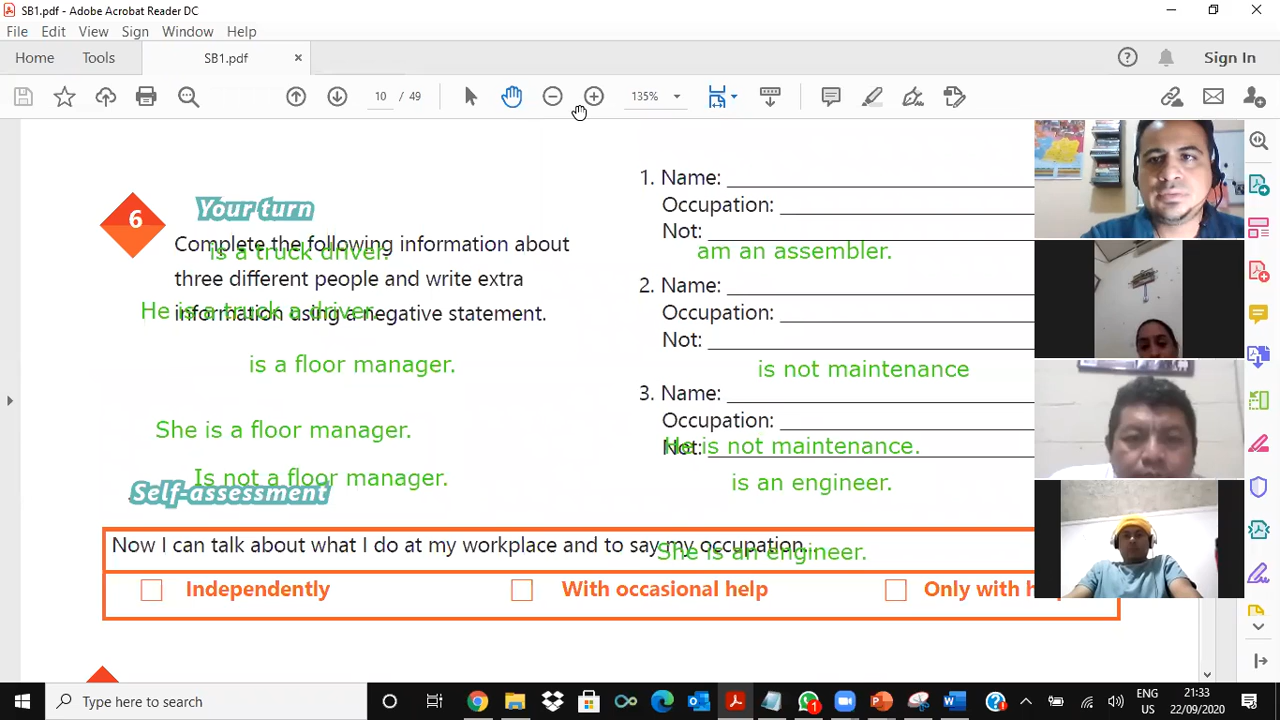 SB1.pdf - Adobe Acrobat Reader DC
File Edit View Sign Window Help
Home Tools SB1.pdf × Sign In
10 / 49 135%
6 Your turn
Complete the following information about
three different people and write extra
information using a negative statement.
is a truck driver.
He is a truck a driver.
is a floor manager.
She is a floor manager.
Is not a floor manager.
1. Name:
Occupation:
Not:
am an assembler.
2. Name:
Occupation:
Not:
is not maintenance
3. Name:
Occupation:
Not:
He is not maintenance.
is an engineer.
Self-assessment
Now I can talk about what I do at my workplace and to say my occupation...
She is an engineer.
Independently With occasional help Only with
Type here to search
ENG
US
21:33
22/09/2020